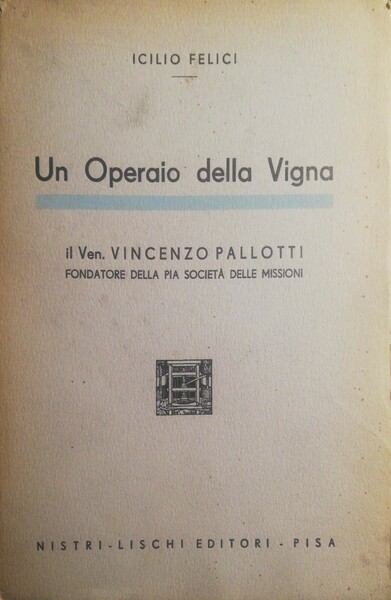 ICILIO FELICI
Un Operaio della Vigna
il Ven. VINCENZO PALLOTTI
FONDATORE DELLA PIA SOCIETÀ DELLE MISSIONI
NISTRI-LISCHI EDITORI - PISA